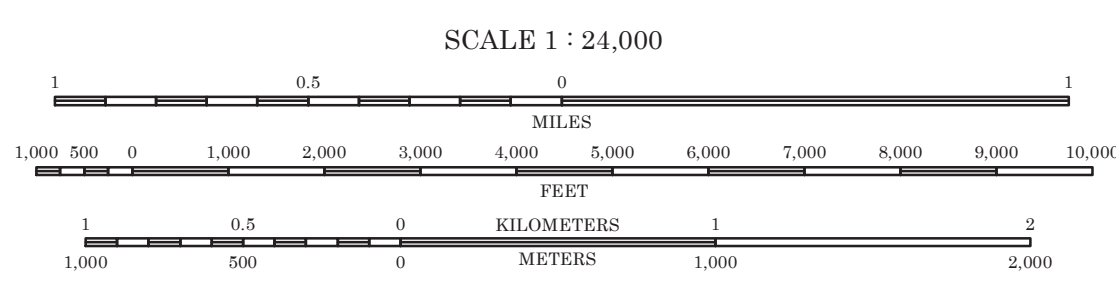 SCALE 1 : 24,000
1 0.5 0 1
MILES
1,000 500 0 1,000 2,000 3,000 4,000 5,000 6,000 7,000 8,000 9,000 10,000
FEET
1 0.5 0 KILOMETERS 1 2
1,000 500 0 METERS 1,000 2,000